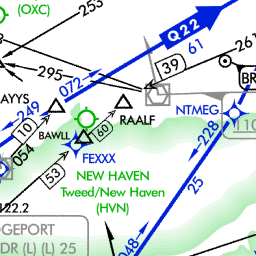 (OXC)
253
Q22
61
261
295
39
072
BR
AYYS
249
10
RAALF
60
NTMEG
110
BAWLL
FEXXX
228
054
53
NEW HAVEN
Tweed/New Haven
(HVN)
25
122.2
DGEPORT
DR (L) (L) 25
048